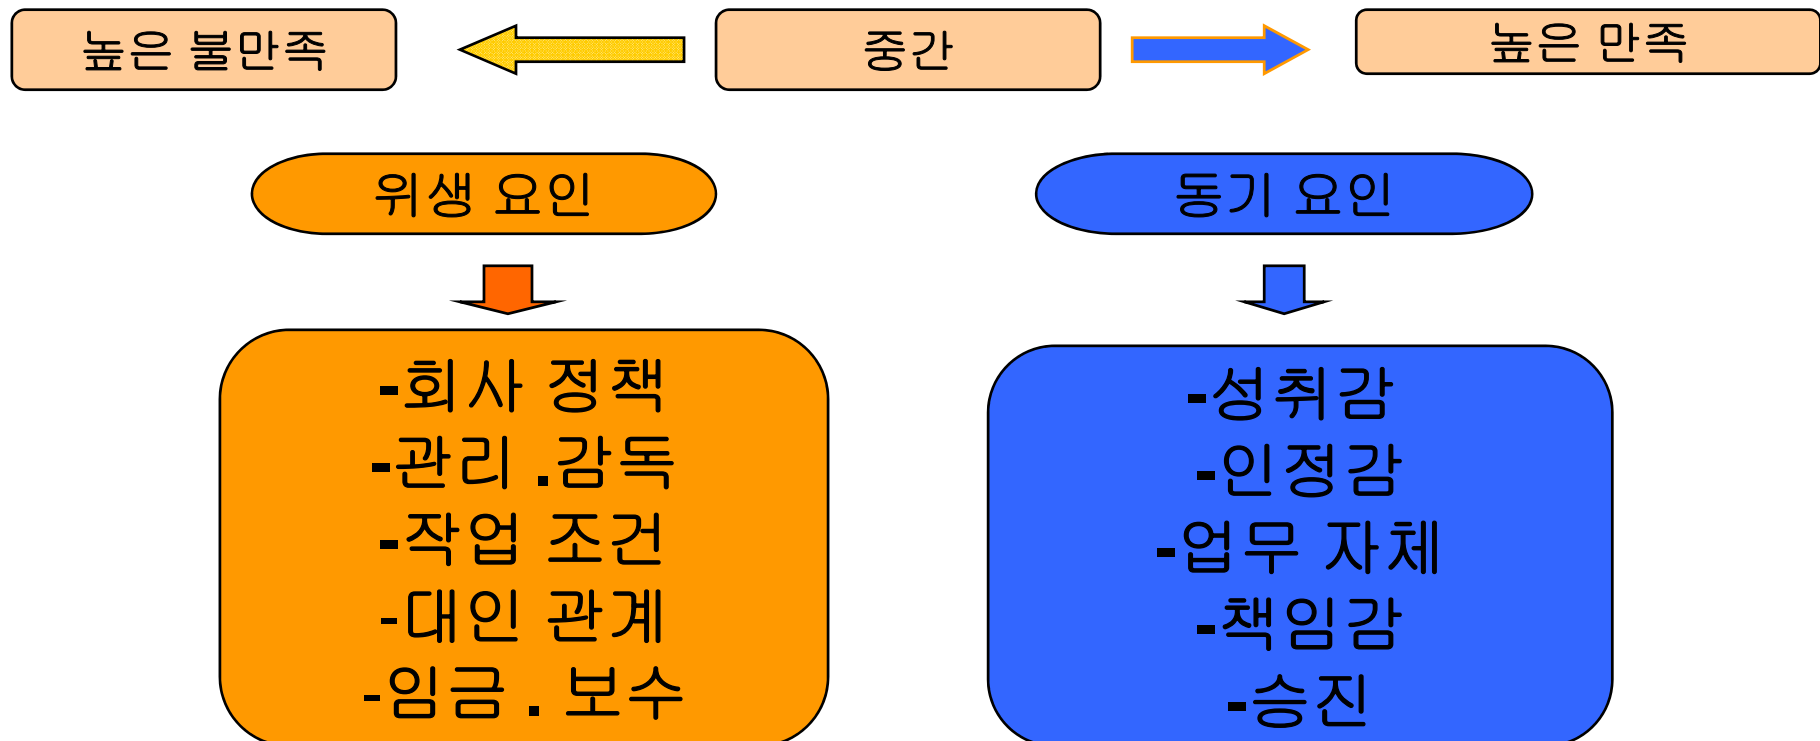 높은 불만족
중간
높은 만족
위생 요인
동기 요인
-회사 정책
-관리 .감독
-작업 조건
-대인 관계
-임금 . 보수
-성취감
-인정감
-업무 자체
-책임감
-승진